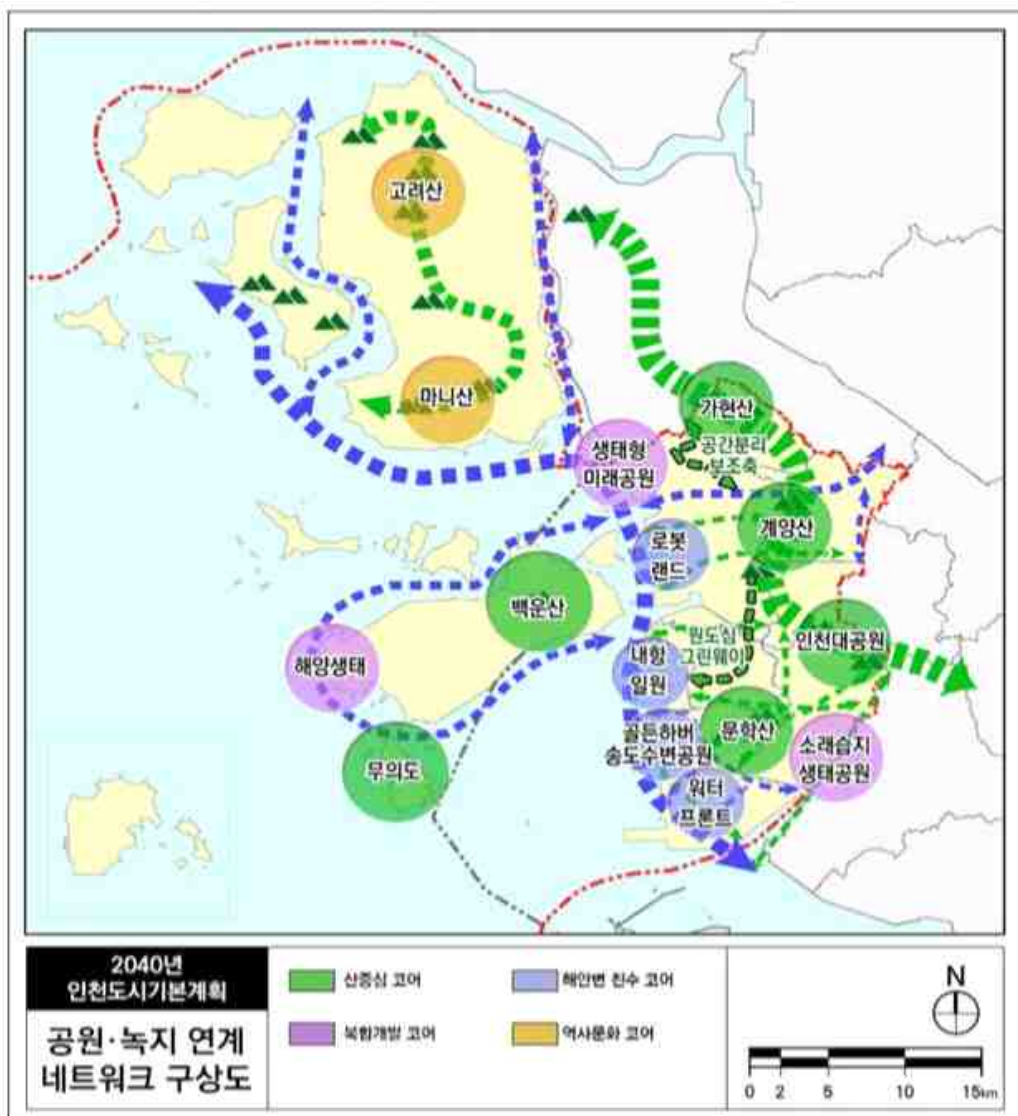 고려산
마니산
가현산
생태형
미래공원
공간분리
보조축
계양산
로봇
랜드
백운산
원도심
그린웨이
인천대공원
해양생태
내항
일원
골든하버
송도수변공원
문학산
소래습지
생태공원
무의도
워터
프론트
2040년
인천도시기본계획
공원·녹지 연계
네트워크 구상도
산중심 코어
해안변 친수 코어
복합개발 코어
역사문화 코어
N
0 2 5 10 15km